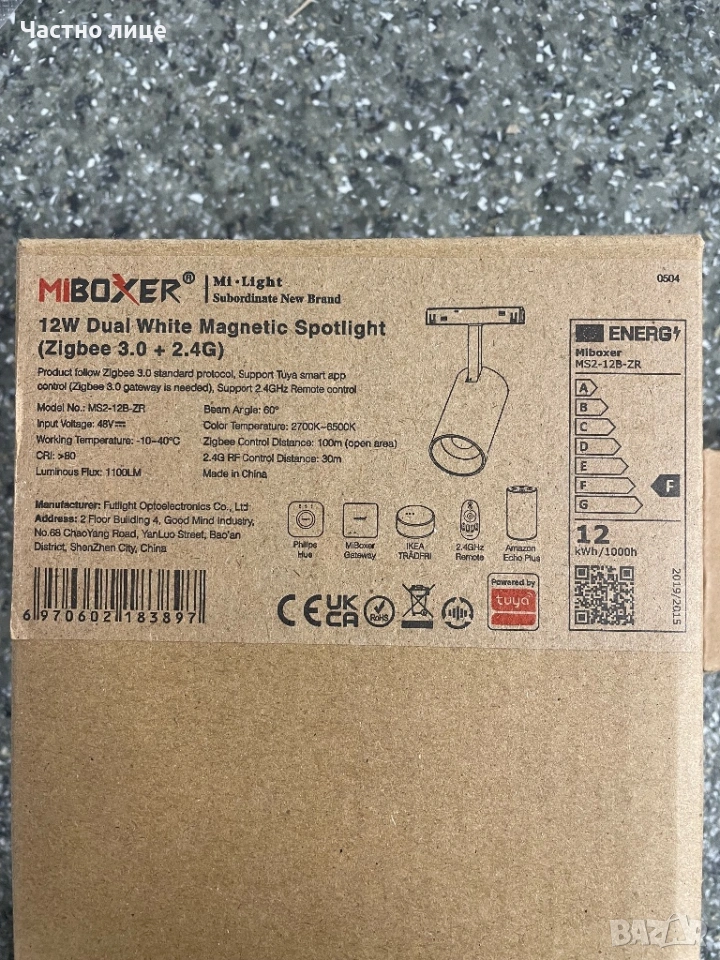 Частно лице
MIBOXER®
Mi·Light
Subordinate New Brand
0504
12W Dual White Magnetic Spotlight
(Zigbee 3.0 + 2.4G)
Product follow Zigbee 3.0 standard protocol, Support Tuya smart app
control (Zigbee 3.0 gateway is needed), Support 2.4GHz Remote control
Model No.: MS2-12B-ZR
Input Voltage: 48V⎓
Working Temperature: -10~40°C
CRI: >80
Luminous Flux: 1100LM
Beam Angle: 60°
Color Temperature: 2700K~6500K
Zigbee Control Distance: 100m (open area)
2.4G RF Control Distance: 30m
Made in China
Manufacturer: Futlight Optoelectronics Co., Ltd
Address: 2 Floor Building 4, Good Mind Industry,
No.68 ChaoYang Road, YanLuo Street, Bao'an
District, ShenZhen City, China
Philips
Hue
MiBoxer
Gateway
IKEA
TRÅDFRI
2.4GHz
Remote
Amazon
Echo Plus
6 970602 183897
CE
UK
CA
RoHS
Powered by
tuya
ENERG
Miboxer
MS2-12B-ZR
A
B
C
D
E
F
G
F
12
kWh/1000h
2019/2015
BAZAR